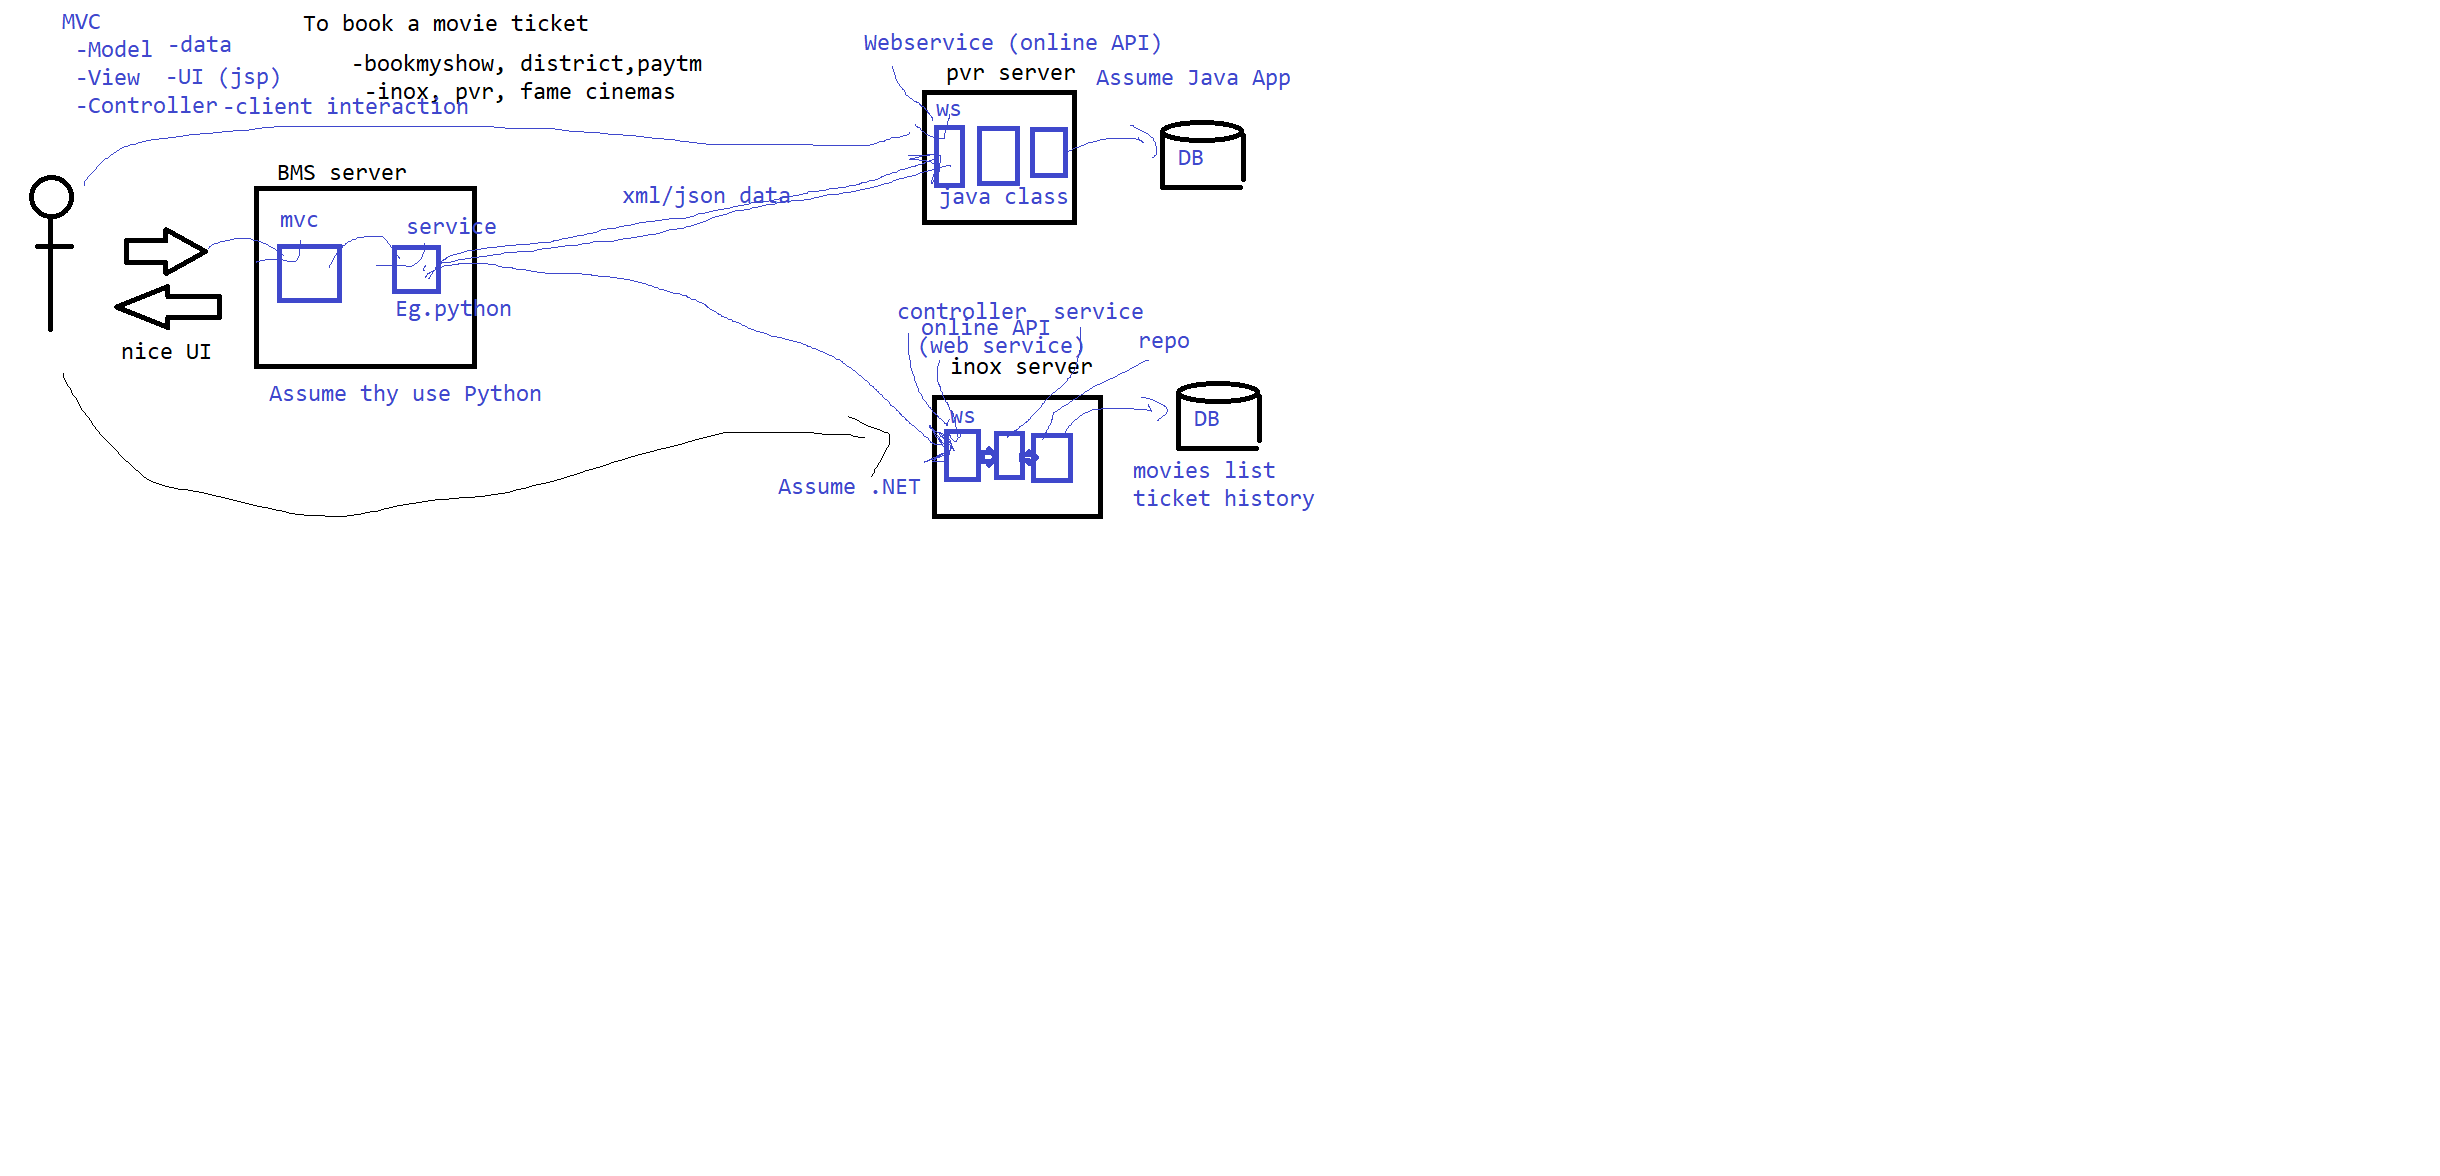 MVC
-Model -data
-View -UI (jsp)
-Controller -client interaction
To book a movie ticket
-bookmyshow, district,paytm
-inox, pvr, fame cinemas
Webservice (online API)
pvr server
Assume Java App
ws
java class
DB
BMS server
mvc
service
Eg.python
xml/json data
nice UI
Assume thy use Python
controller service
online API
(web service)
repo
inox server
ws
DB
Assume .NET
movies list
ticket history